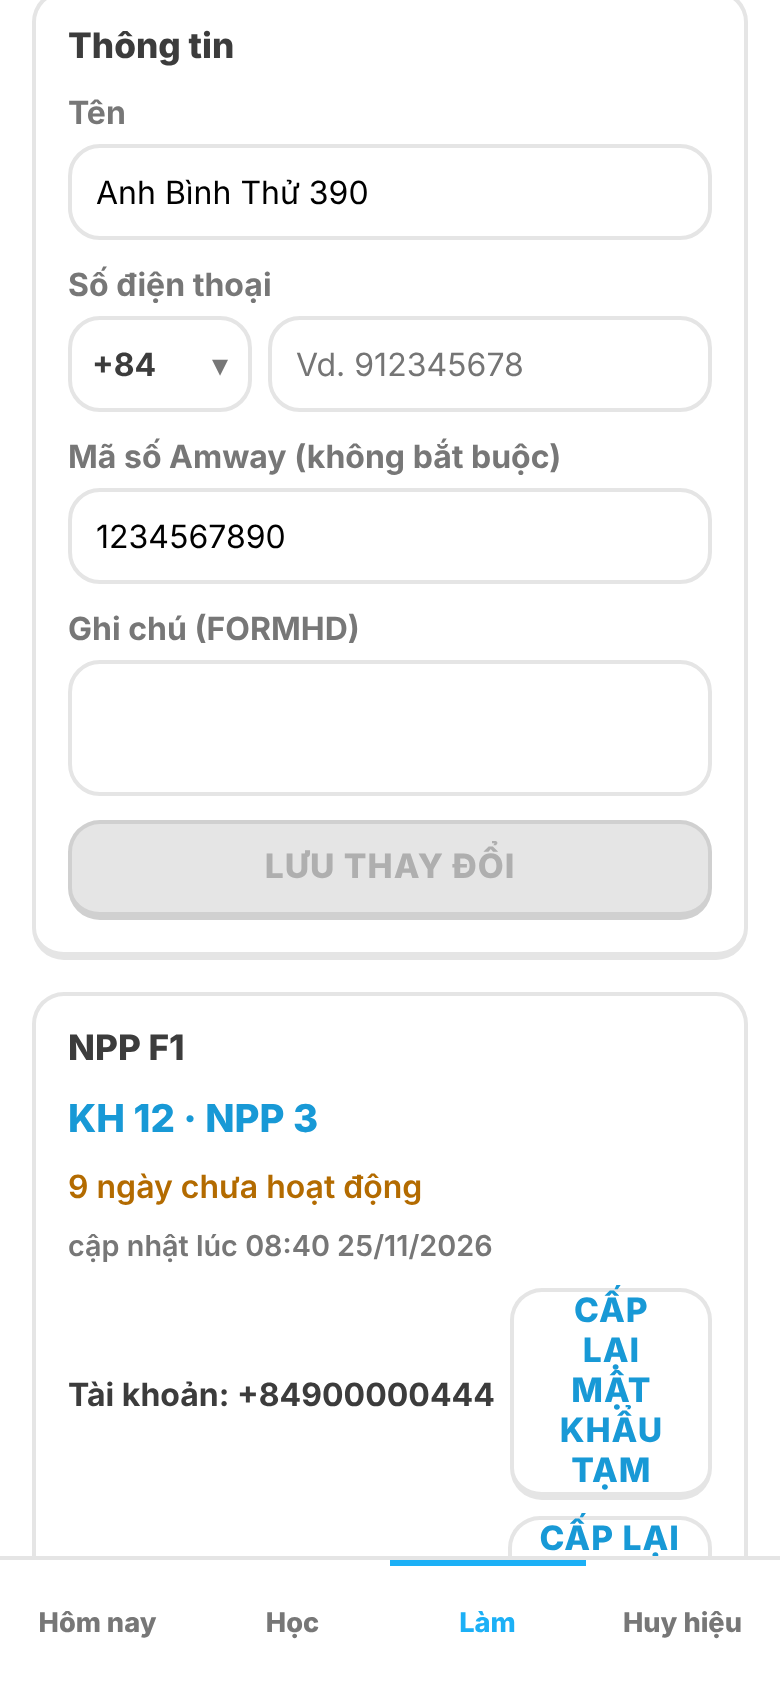 Thông tin
Tên
Anh Bình Thử 390
Số điện thoại
+84 ▼ Vd. 912345678
Mã số Amway (không bắt buộc)
1234567890
Ghi chú (FORMHD)
LƯU THAY ĐỔI
NPP F1
KH 12 · NPP 3
9 ngày chưa hoạt động
cập nhật lúc 08:40 25/11/2026
Tài khoản: +84900000444
CẤP
LẠI
MẬT
KHẨU
TẠM
CẤP LẠI
Hôm nay Học Làm Huy hiệu